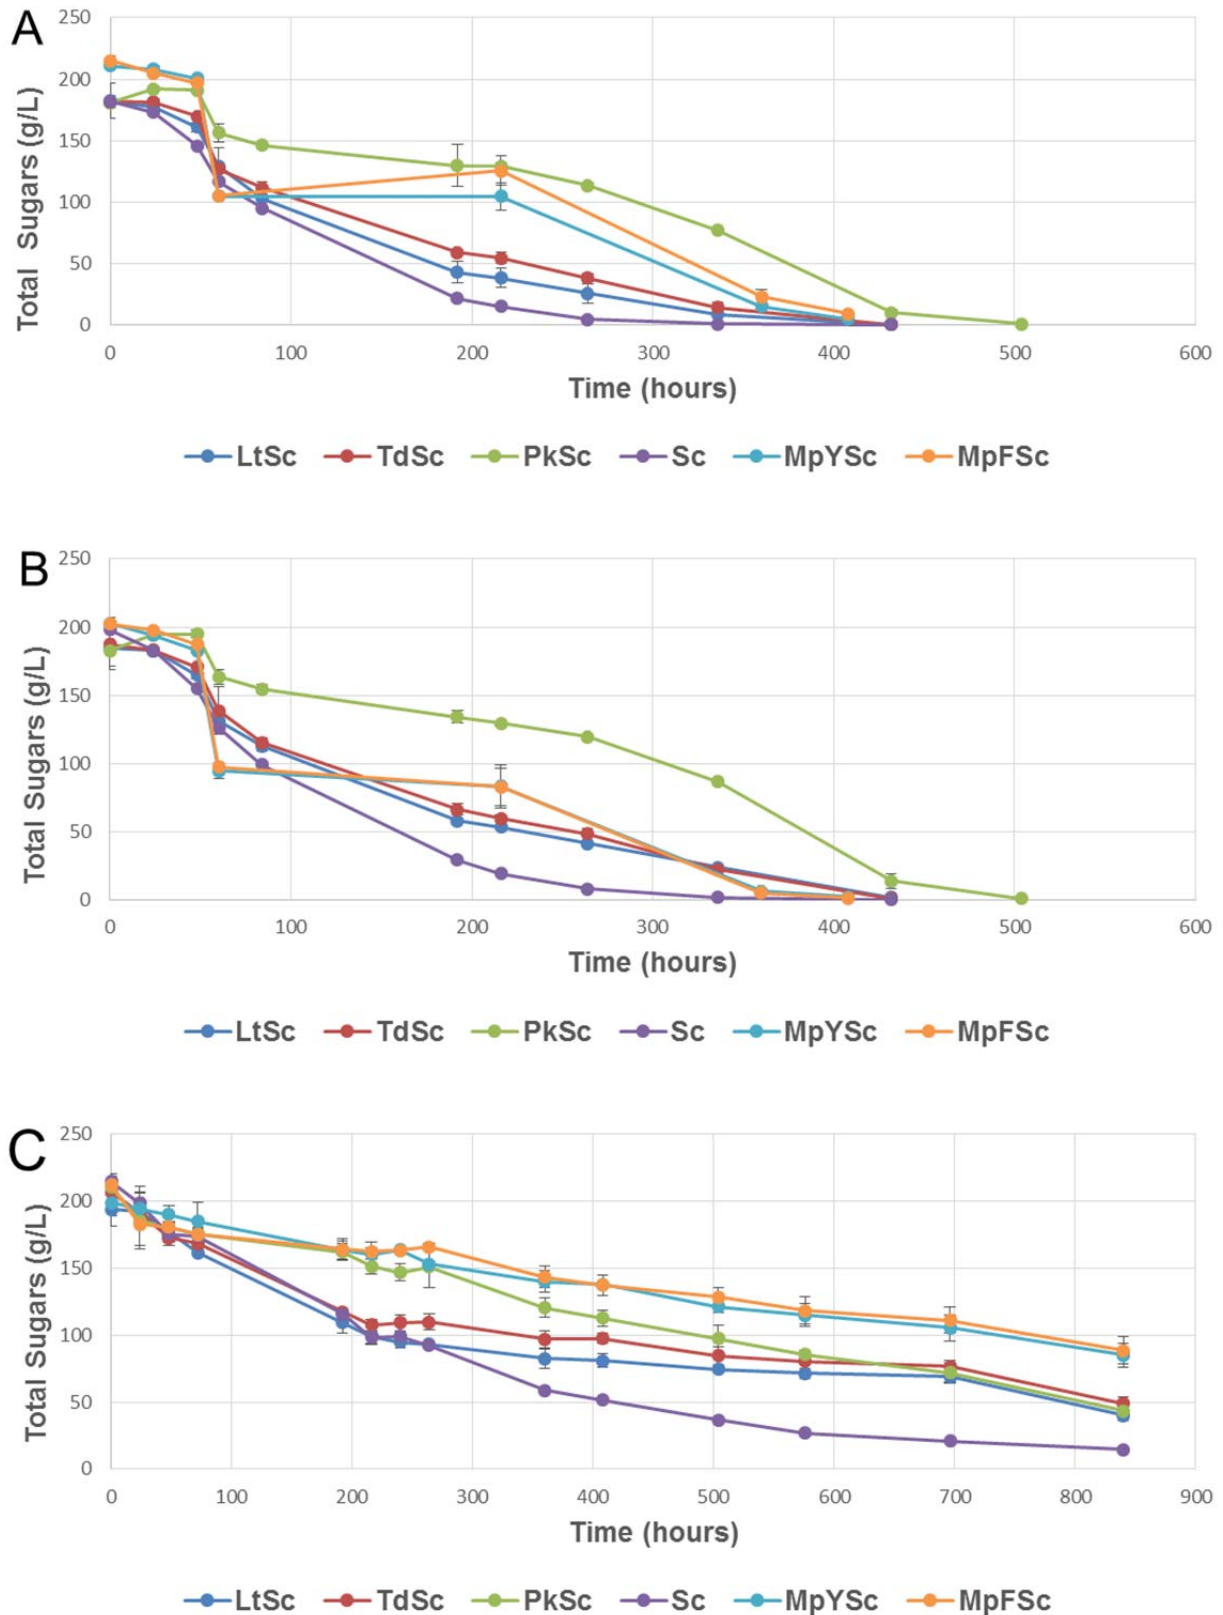 A
250
200
150
100
50
0
Total Sugars (g/L)
0 100 200 300 400 500 600
Time (hours)
LtSc TdSc PkSc Sc MpYSc MpFSc
B
250
200
150
100
50
0
Total Sugars (g/L)
0 100 200 300 400 500 600
Time (hours)
LtSc TdSc PkSc Sc MpYSc MpFSc
C
250
200
150
100
50
0
Total Sugars (g/L)
0 100 200 300 400 500 600 700 800 900
Time (hours)
LtSc TdSc PkSc Sc MpYSc MpFSc